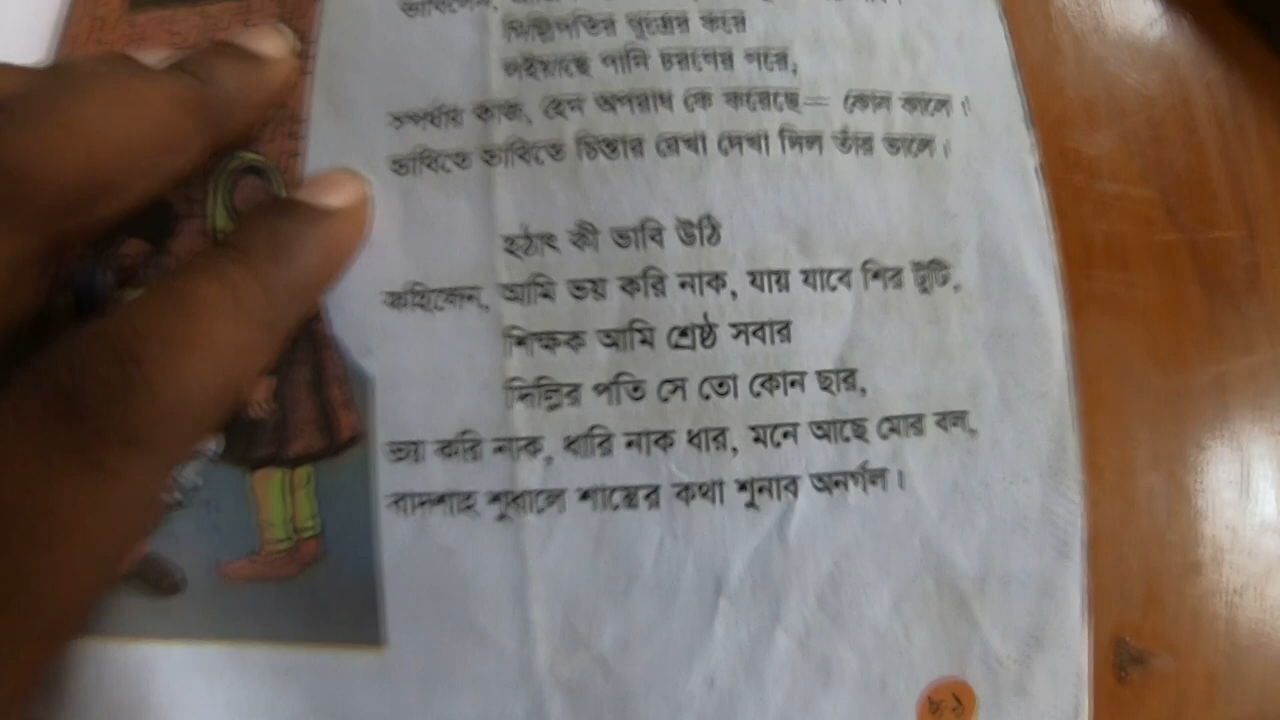 দিল্লিপতির পুত্রের করে
লইয়াছে পানি চরণের পরে,
স্পর্ধার কাজ, হেন অপরাধ কে করেছে— কোন কালে।
ভাবিতে ভাবিতে চিন্তার রেখা দেখা দিল তাঁর ভালে।
হঠাৎ কী ভাবি উঠি
কহিলেন, আমি ভয় করি নাক, যায় যাবে শির টুটি,
শিক্ষক আমি শ্রেষ্ঠ সবার
দিল্লির পতি সে তো কোন ছার,
ভয় করি নাক, ধারি নাক ধার, মনে আছে মোর বল,
বাদশাহ্ শুধালে শাস্ত্রের কথা শুনাব অনর্গল।